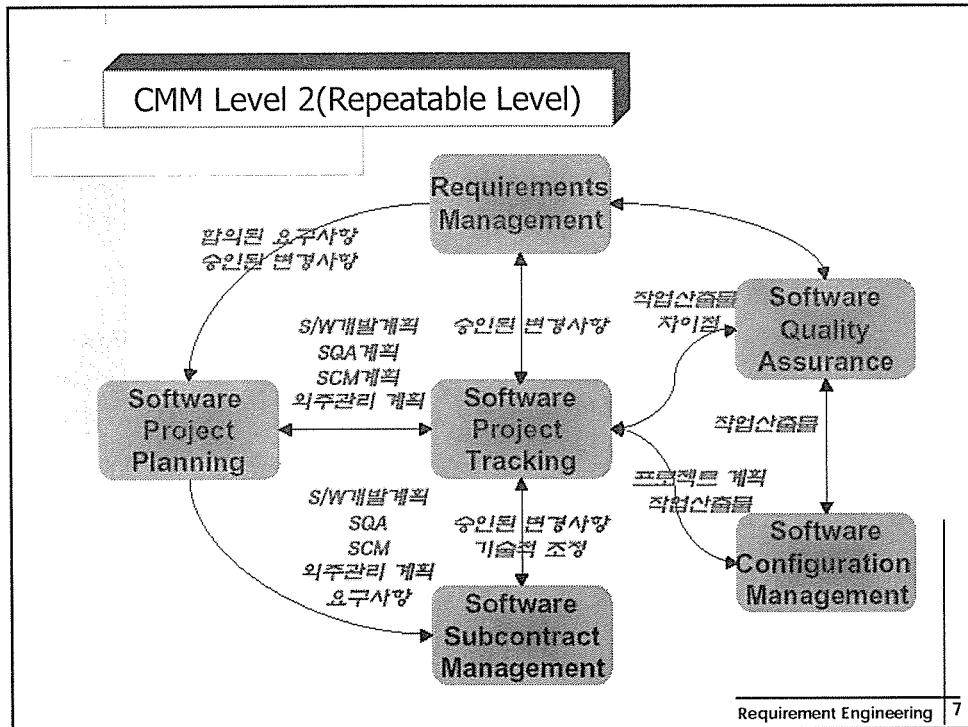 CMM Level 2(Repeatable Level)
Requirements
Management
합의된 요구사항
승인된 변경사항
S/W개발계획
SQA계획
SCM계획
외주관리 계획
승인된 변경사항
작업산출물
차이점
Software
Quality
Assurance
Software
Project
Planning
Software
Project
Tracking
작업산출물
S/W개발계획
SQA
SCM
외주관리 계획
요구사항
승인된 변경사항
기술적 조정
프로젝트 계획
작업산출물
Software
Configuration
Management
Software
Subcontract
Management
Requirement Engineering 7